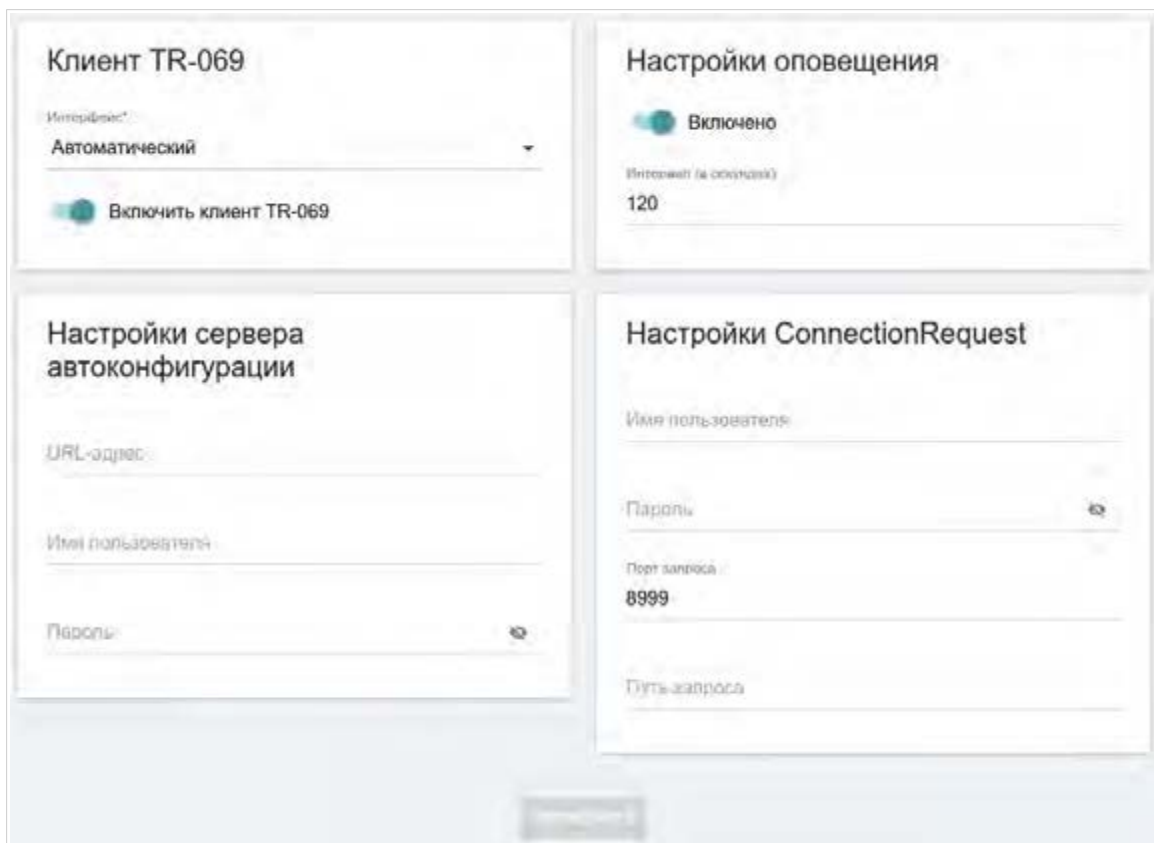 Клиент TR-069
Интерфейс*
Автоматический
Включить клиент TR-069
Настройки оповещения
Включено
Интервал (в секундах)
120
Настройки сервера
автоконфигурации
URL-адрес
Имя пользователя
Пароль
Настройки ConnectionRequest
Имя пользователя
Пароль
Порт запроса
8999
Путь запроса